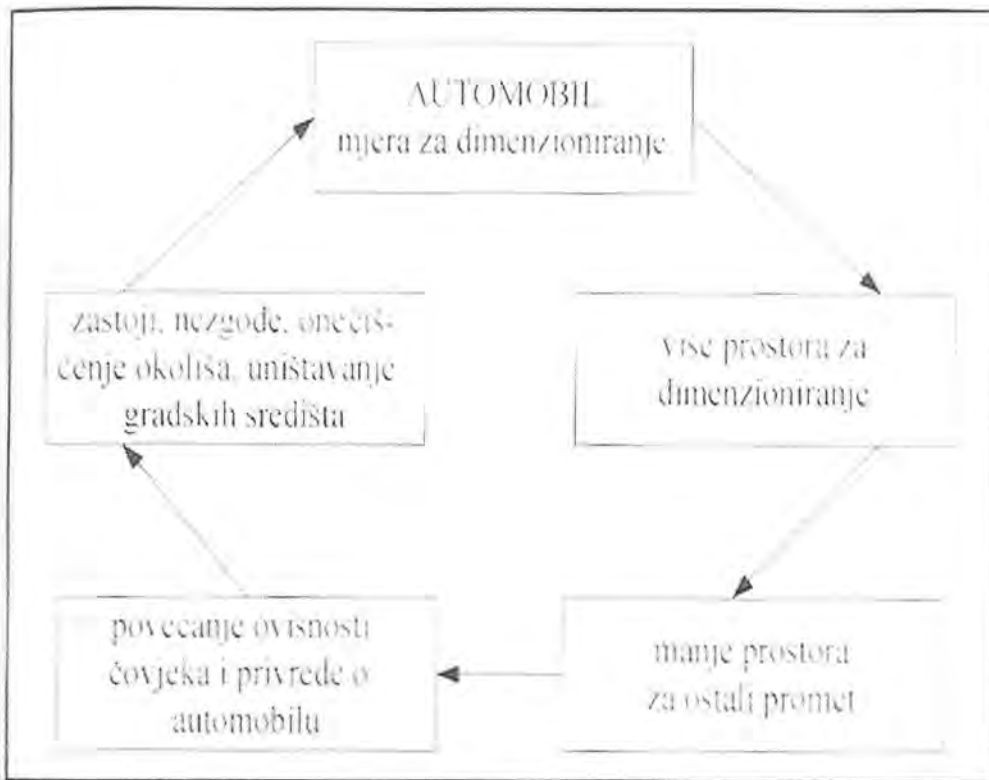 AUTOMOBIL
mjera za dimenzioniranje
više prostora za
dimenzioniranje
manje prostora
za ostali promet
povećanje ovisnosti
čovjeka i privrede o
automobilu
zastoji, nezgode, onečiš-
ćenje okoliša, uništavanje
gradskih središta